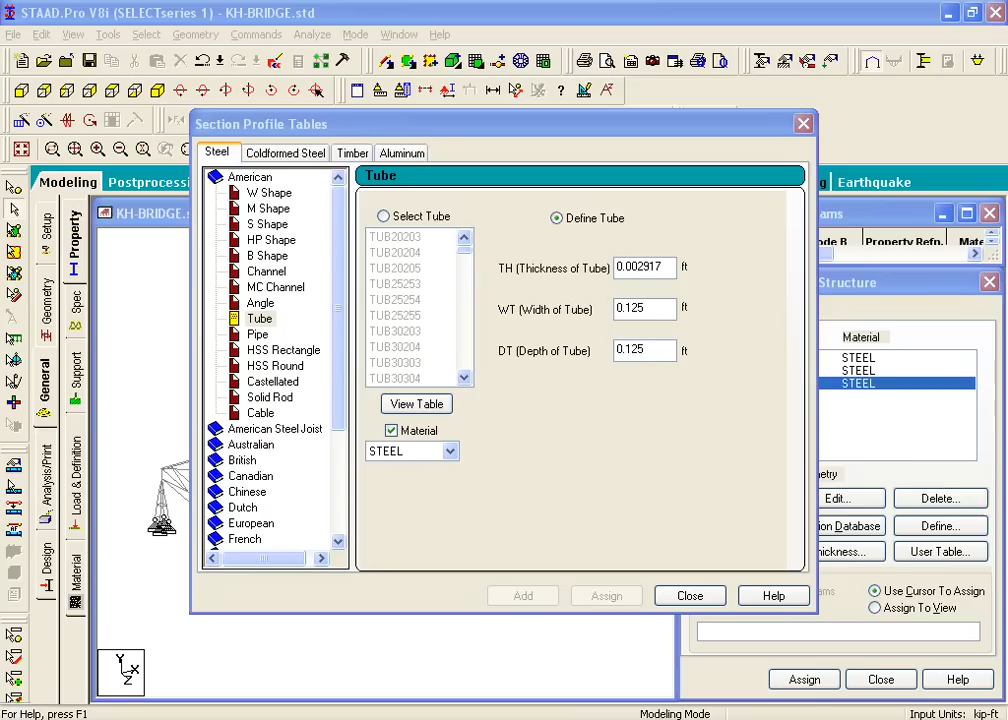 STAAD.Pro V8i (SELECTseries 1) - KH-BRIDGE.std
File Edit View Tools Select Geometry Commands Analyze Mode Window Help
Section Profile Tables
Steel Coldformed Steel Timber Aluminum
Modeling Postprocessi
g Earthquake
KH-BRIDGE.s
American
W Shape
M Shape
S Shape
HP Shape
B Shape
Channel
MC Channel
Angle
Tube
Pipe
HSS Rectangle
HSS Round
Castellated
Solid Rod
Cable
American Steel Joist
Australian
British
Canadian
Chinese
Dutch
European
French
Tube
Select Tube
Define Tube
TUB20203
TUB20204
TUB20205
TUB25253
TUB25254
TUB25255
TUB30203
TUB30204
TUB30303
TUB30304
View Table
Material
STEEL
TH (Thickness of Tube) 0.002917 ft
WT (Width of Tube) 0.125 ft
DT (Depth of Tube) 0.125 ft
Add Assign Close Help
Setup
Geometry
General
Analysis/Print
Design
Property
Spec
Support
Load & Definition
Material
ams
ode B Property Refn. Mate
Structure
Material
STEEL
STEEL
STEEL
etry
Edit... Delete...
on Database Define...
hickness... User Table...
ams Use Cursor To Assign
Assign To View
Assign Close Help
Y
X
Z
For Help, press F1 Modeling Mode Input Units: kip-ft